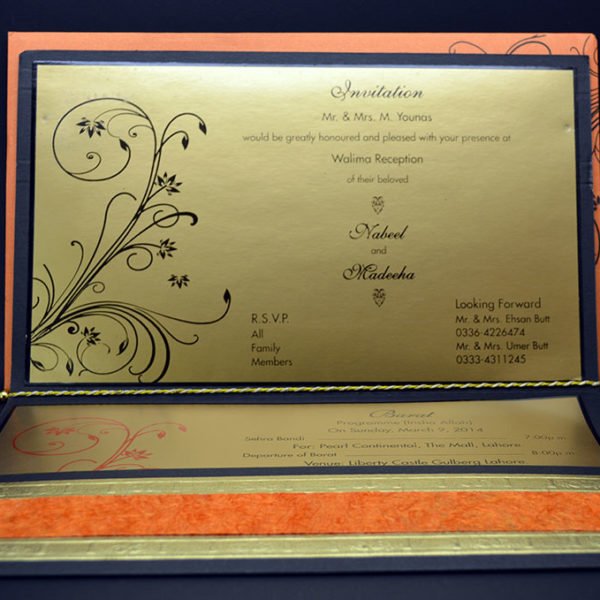 Invitation
Mr. & Mrs. M. Younas
would be greatly honoured and pleased with your presence at
Walima Reception
of their beloved
Nabeel
and
Madeeha
R.S.V.P.
All
Family
Members
Looking Forward
Mr. & Mrs. Ehsan Butt
0336-4226474
Mr. & Mrs. Umer Butt
0333-4311245
Barat
Programme (Insha Allah)
On Sunday, March 9, 2014
Sehra Bandi 7:00p.m
For: Pearl Continental, The Mall, Lahore
Departure of Barat 8:00p.m
Venue: Liberty Castle Gulberg Lahore